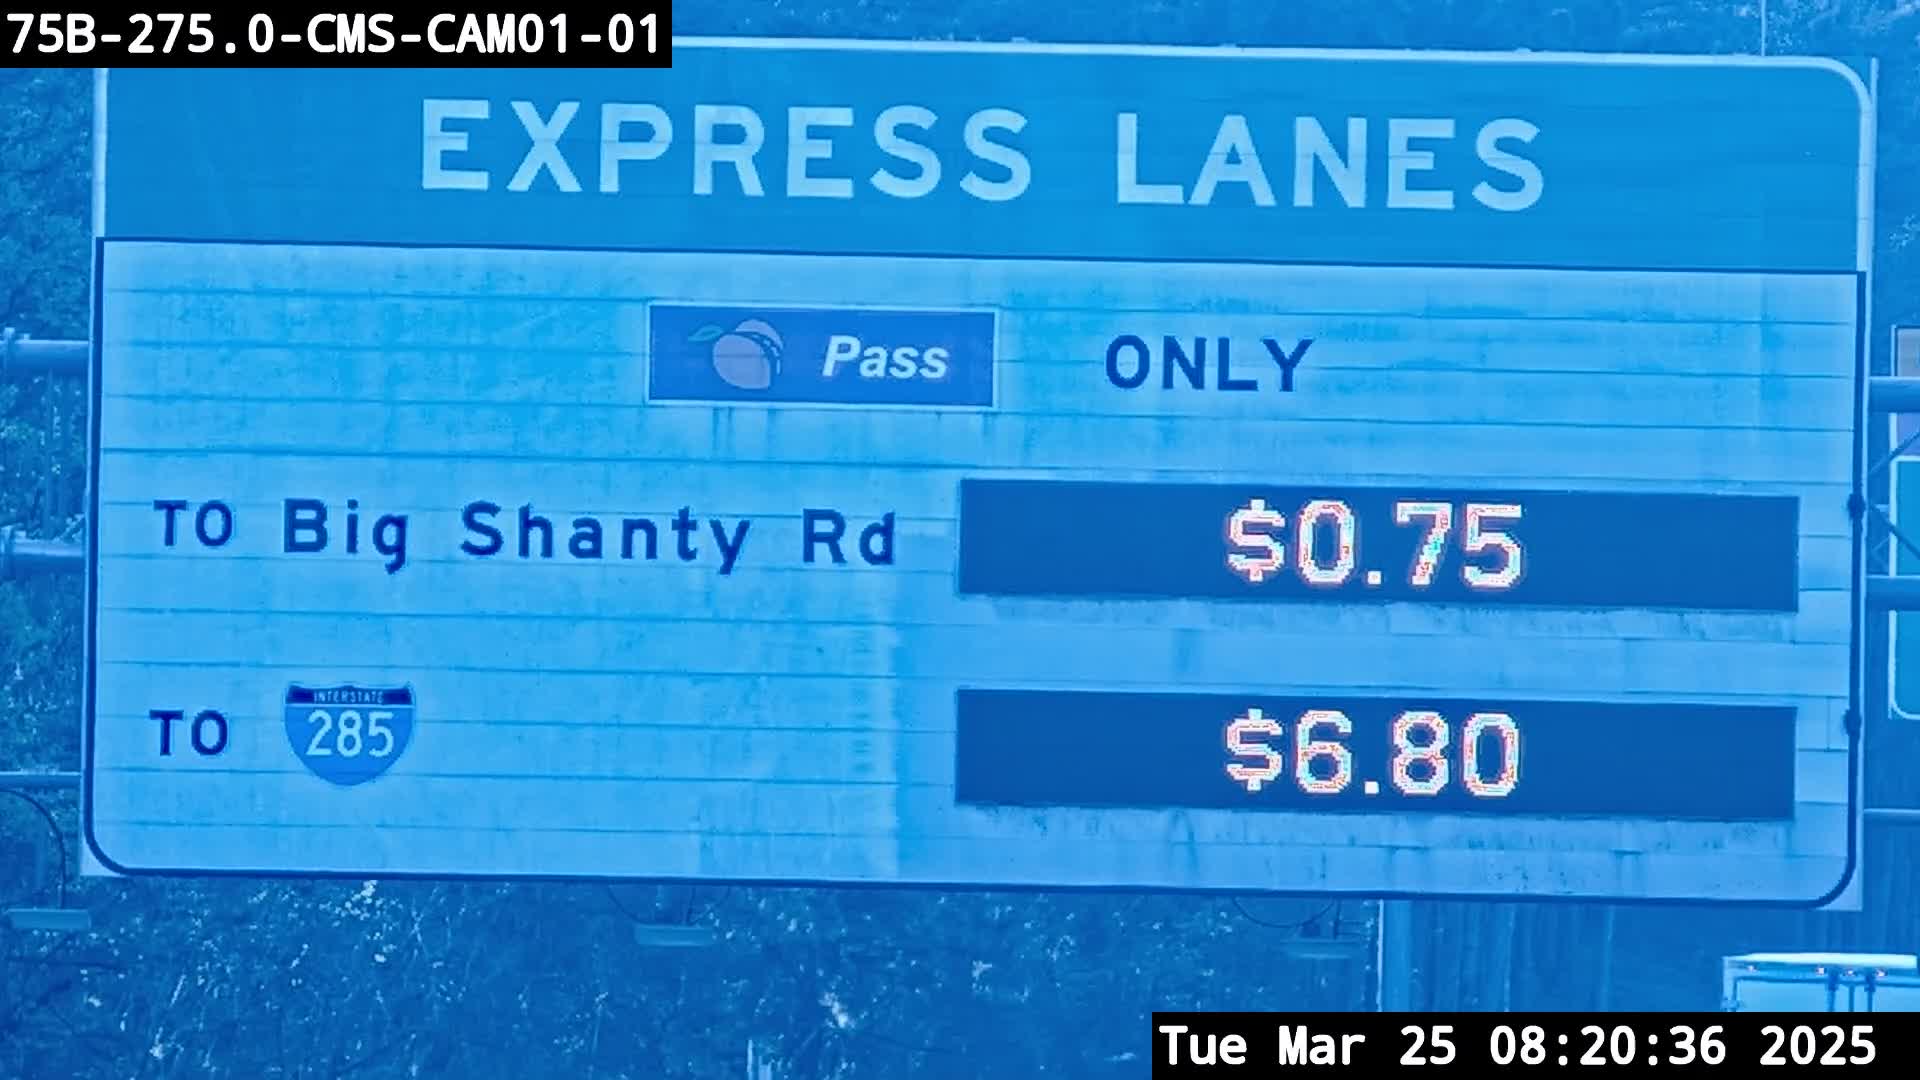 75B-275.0-CMS-CAM01-01
EXPRESS LANES
Pass ONLY
TO Big Shanty Rd $0.75
TO INTERSTATE 285 $6.80
Tue Mar 25 08:20:36 2025